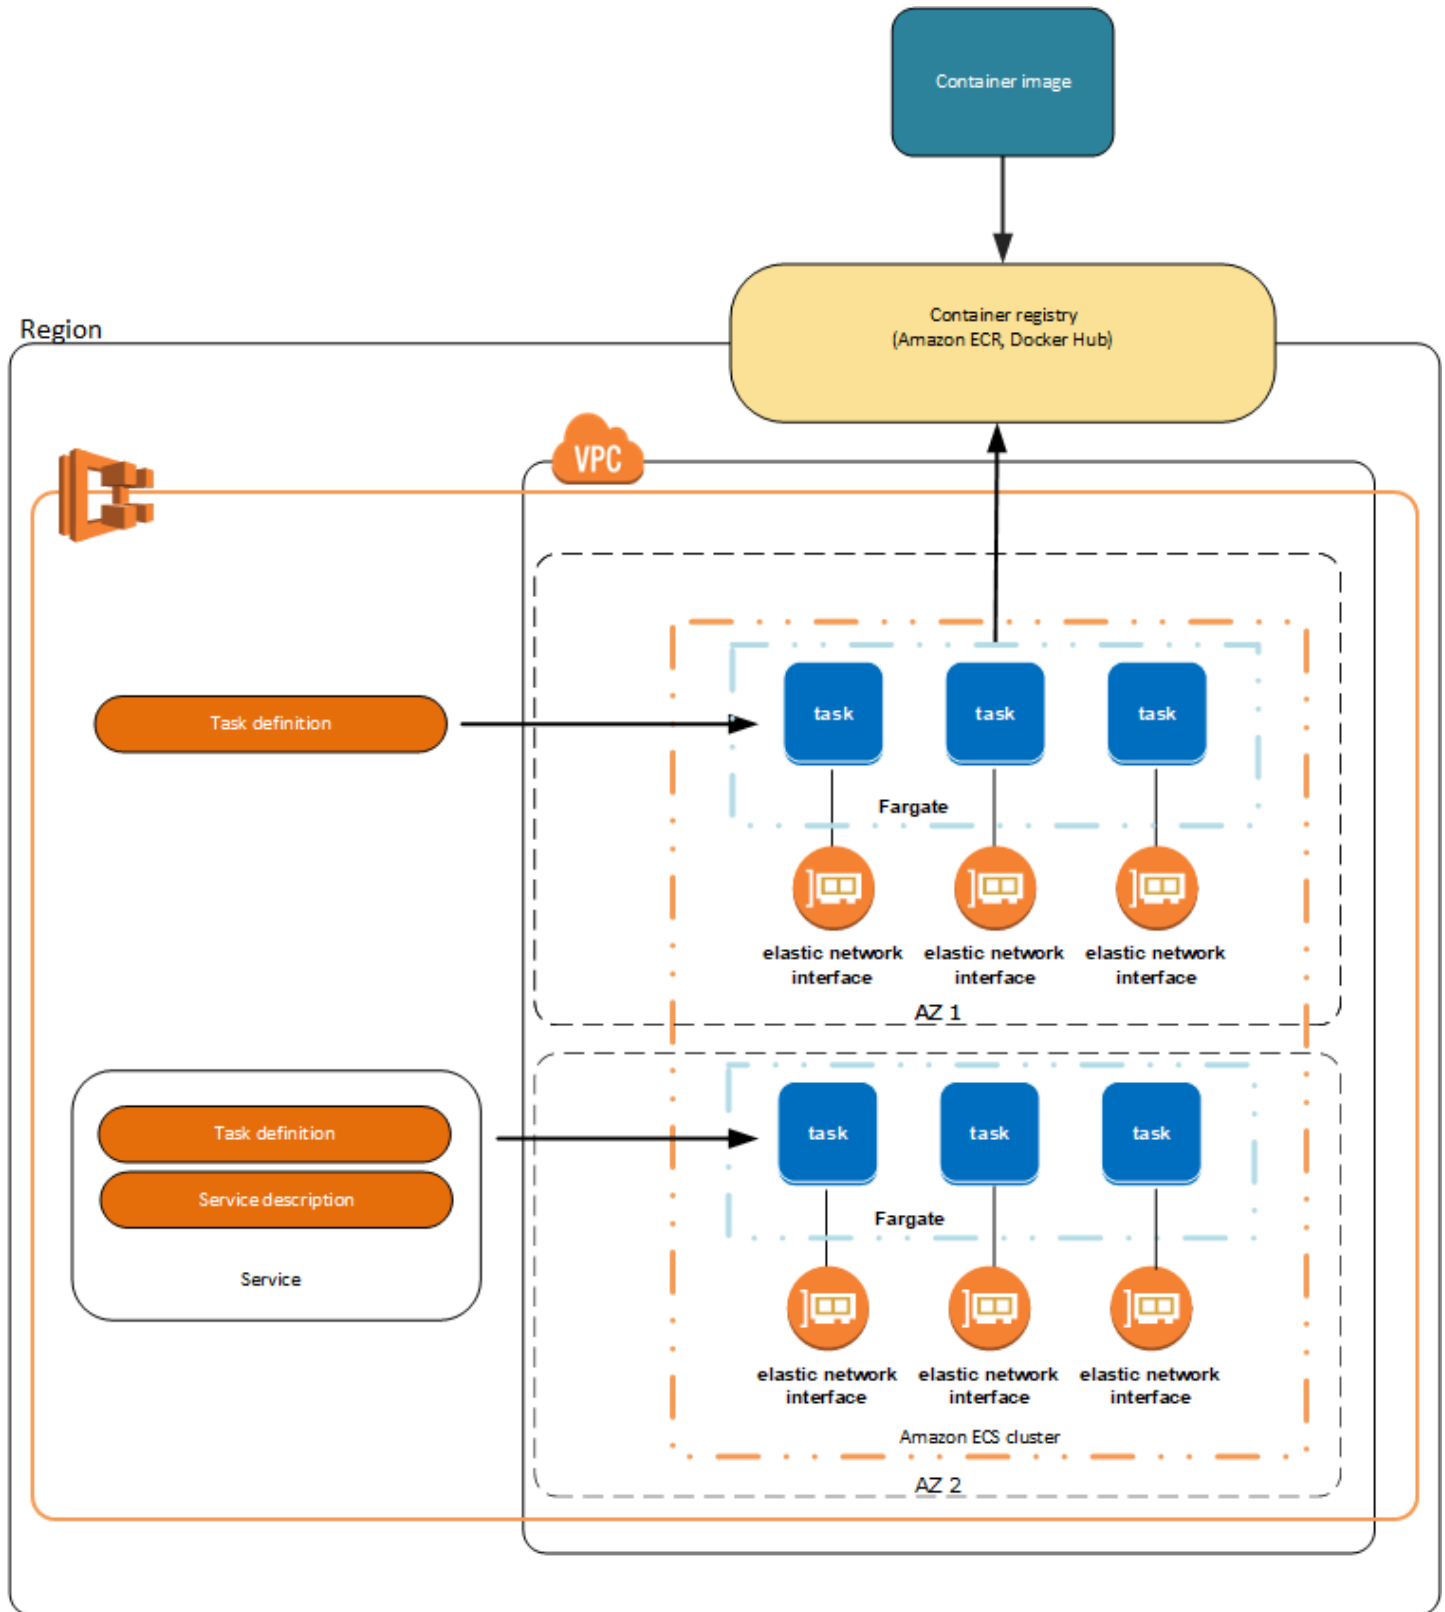 Container image
Container registry
(Amazon ECR, Docker Hub)
Region
VPC
Task definition
task
task
task
Fargate
elastic network
interface
elastic network
interface
elastic network
interface
AZ 1
Task definition
Service description
Service
task
task
task
Fargate
elastic network
interface
elastic network
interface
elastic network
interface
Amazon ECS cluster
AZ 2